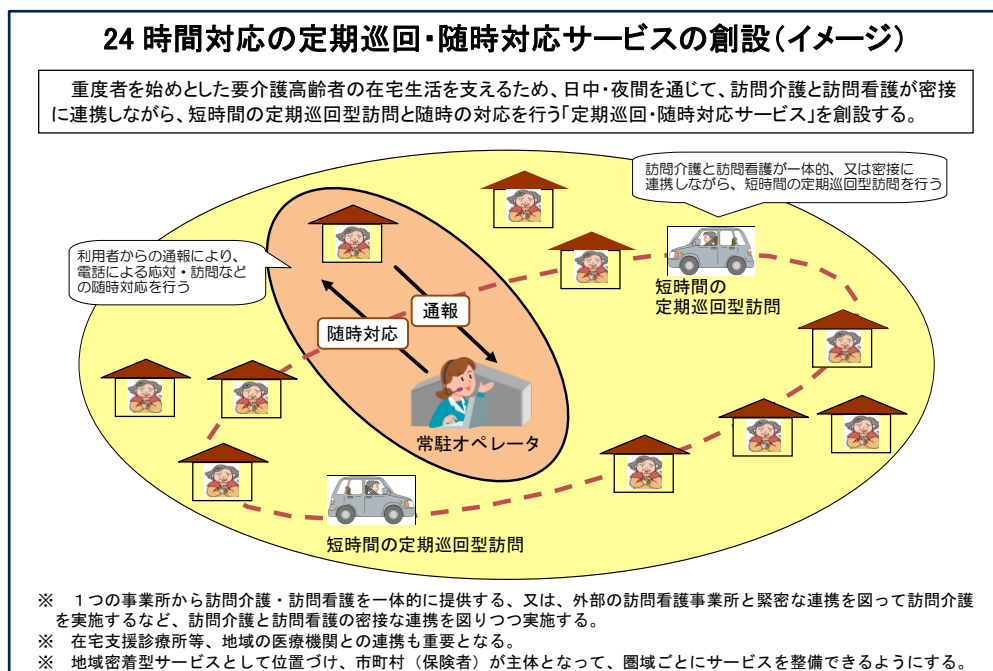 24 時間対応の定期巡回・随時対応サービスの創設(イメージ)
重度者を始めとした要介護高齢者の在宅生活を支えるため、日中・夜間を通じて、訪問介護と訪問看護が密接
に連携しながら、短時間の定期巡回型訪問と随時の対応を行う「定期巡回・随時対応サービス」を創設する。
訪問介護と訪問看護が一体的、又は密接に
連携しながら、短時間の定期巡回型訪問を行う
利用者からの通報により、
電話による応対・訪問など
の随時対応を行う
短時間の
定期巡回型訪問
通報
随時対応
常駐オペレータ
短時間の定期巡回型訪問
※ 1つの事業所から訪問介護・訪問看護を一体的に提供する、又は、外部の訪問看護事業所と緊密な連携を図って訪問介護
を実施するなど、訪問介護と訪問看護の密接な連携を図りつつ実施する。
※ 在宅支援診療所等、地域の医療機関との連携も重要となる。
※ 地域密着型サービスとして位置づけ、市町村(保険者)が主体となって、圏域ごとにサービスを整備できるようにする。